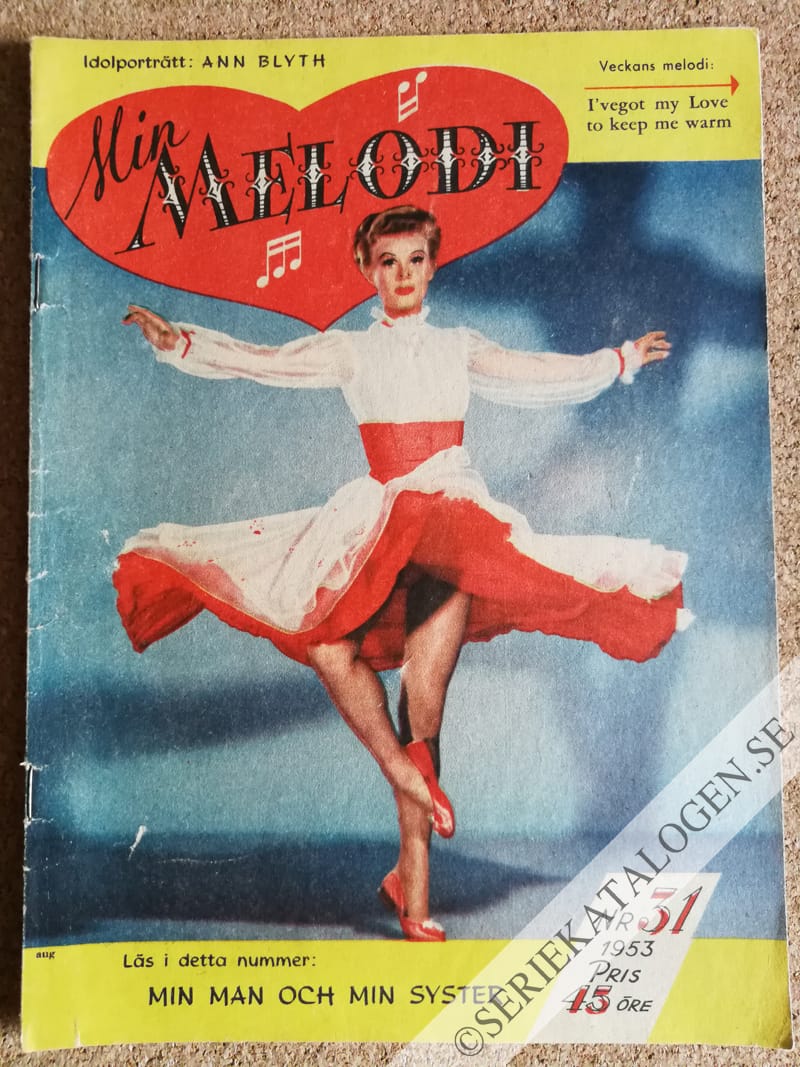 Idolporträtt: ANN BLYTH
Veckans melodi:
I'vegot my Love
to keep me warm
Min
MELODI
NR 31
1953
PRIS
45 ÖRE
aug
Läs i detta nummer:
MIN MAN OCH MIN SYSTER
©SERIEKATALOGEN.SE